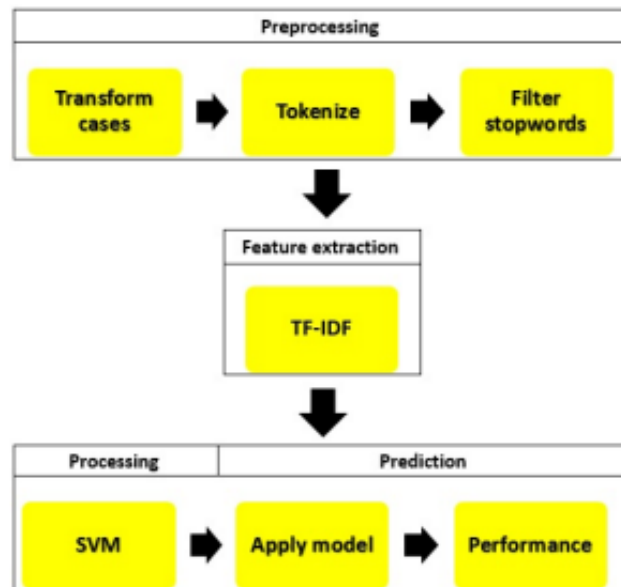 Preprocessing
Transform
cases
Tokenize
Filter
stopwords
Feature extraction
TF-IDF
Processing
Prediction
SVM
Apply model
Performance